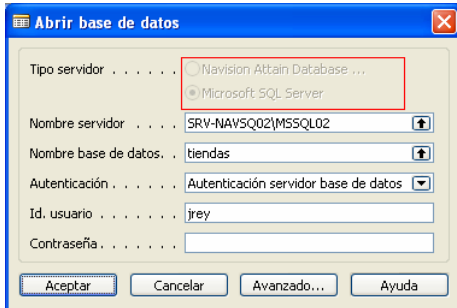 Abrir base de datos
Tipo servidor . . . . . . Navision Attain Database ...
Microsoft SQL Server
Nombre servidor . . . . SRV-NAVSQ02\MSSQL02
Nombre base de datos. . tiendas
Autenticación . . . . . . Autenticación servidor base de datos
Id. usuario . . . . . . . jrey
Contraseña. . . . . . .
Aceptar Cancelar Avanzado... Ayuda